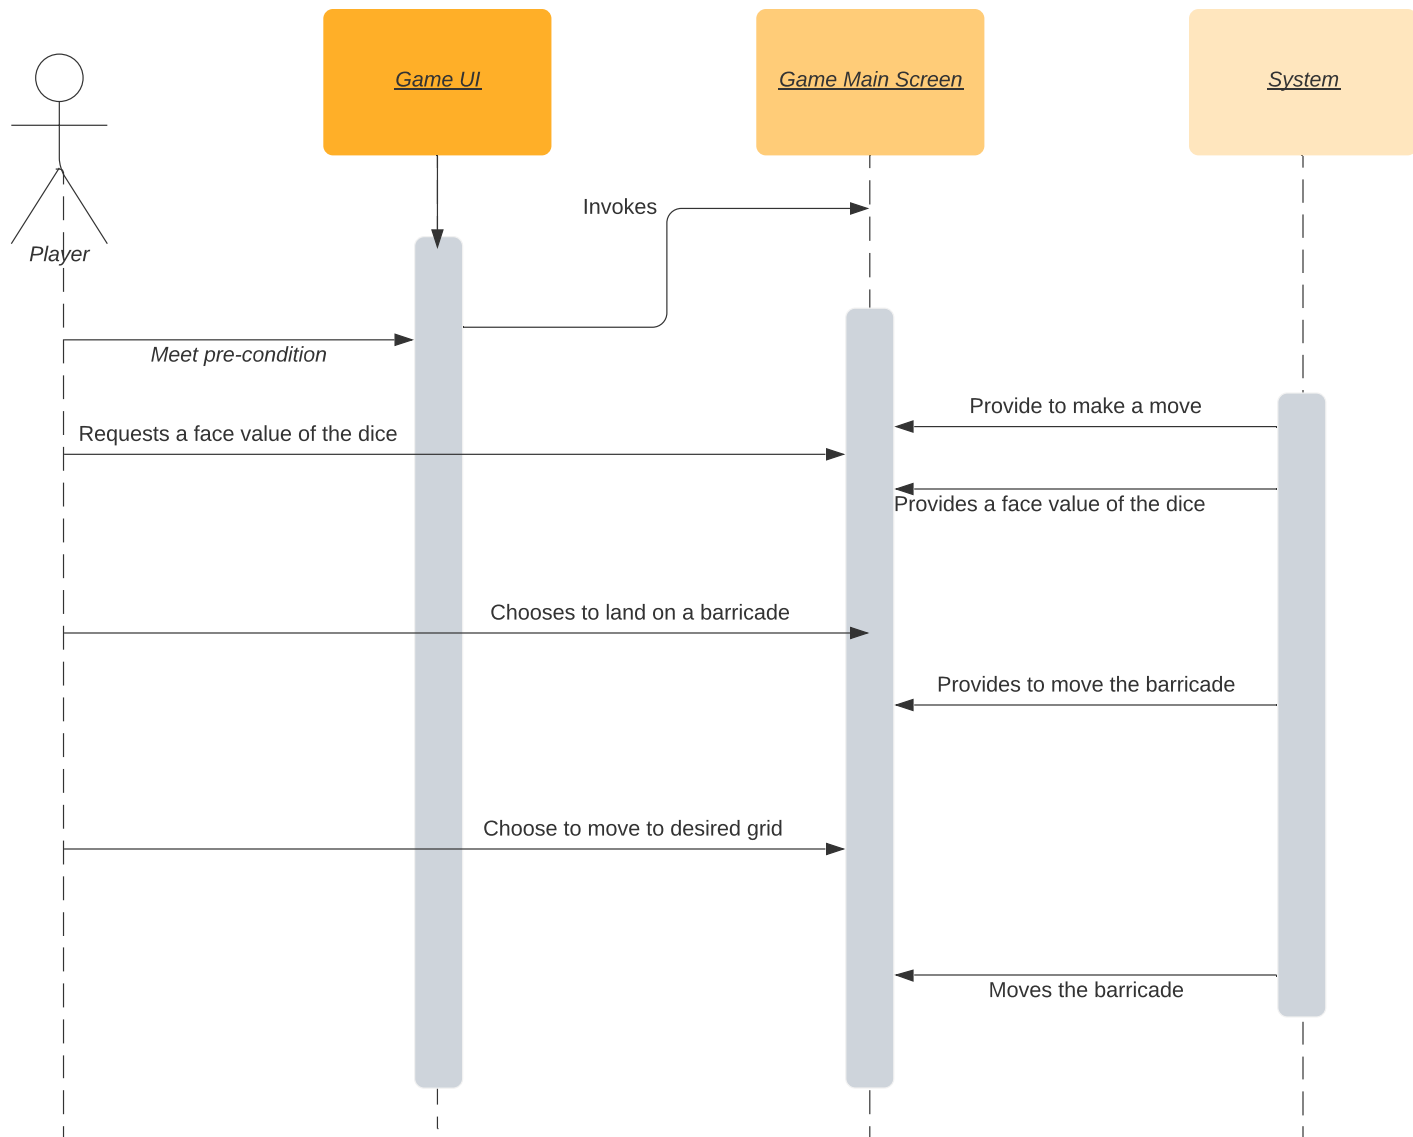 Game UI
Game Main Screen
System
Invokes
Player
Meet pre-condition
Provide to make a move
Requests a face value of the dice
Provides a face value of the dice
Chooses to land on a barricade
Provides to move the barricade
Choose to move to desired grid
Moves the barricade